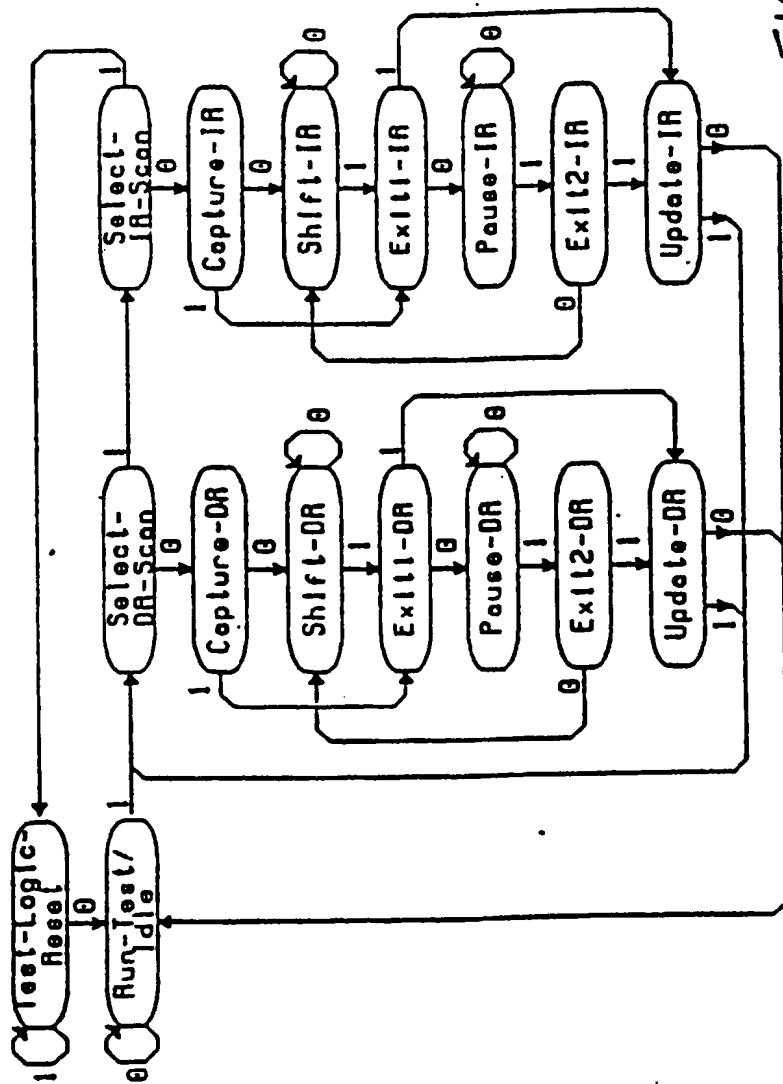 1
Test-Logic-
Reset
0
0
Run-Test/
Idle
1
Select-
DR-Scan
1
Select-
IR-Scan
1
0
0
1
Capture-DR
1
Capture-IR
0
0
Shift-DR
0
Shift-IR
0
1
1
Exit1-DR
1
Exit1-IR
1
0
0
Pause-DR
0
Pause-IR
0
1
1
0
Exit2-DR
0
Exit2-IR
1
1
Update-DR
Update-IR
1
0
1
0